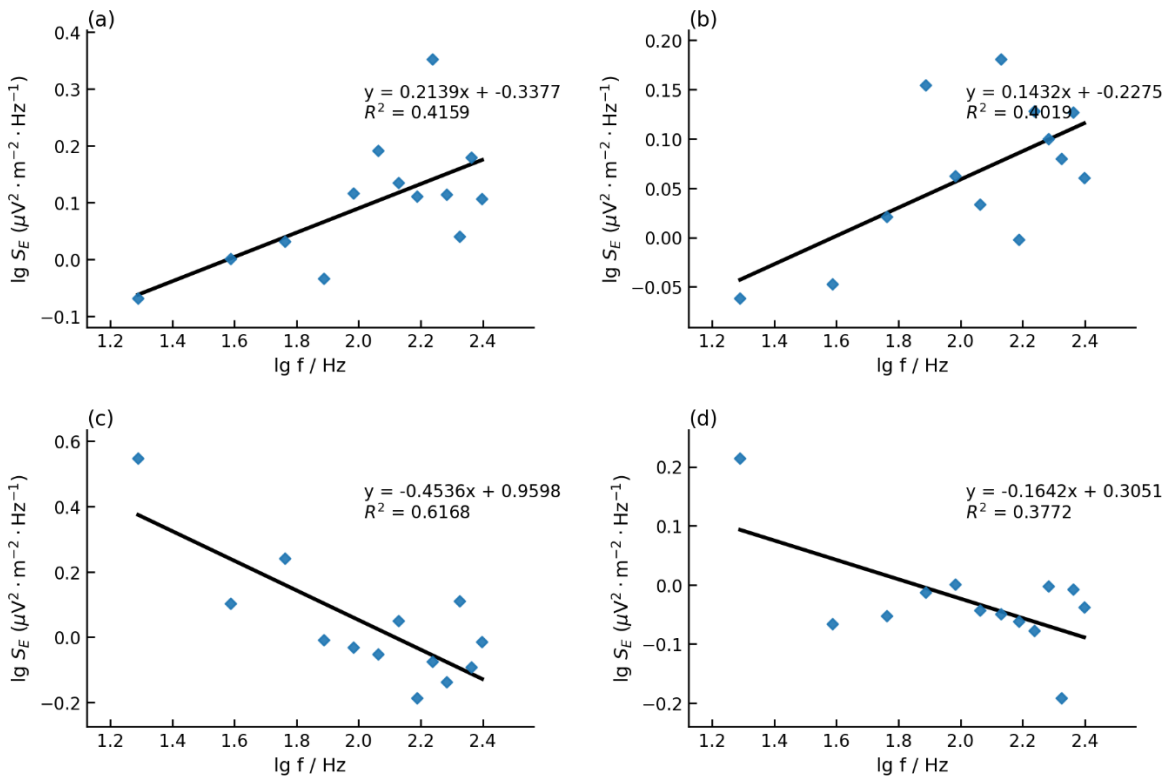 (a)
lg S_E (μV² · m⁻² · Hz⁻¹)
0.4
0.3
0.2
0.1
0.0
−0.1
y = 0.2139x + -0.3377
R² = 0.4159
1.2 1.4 1.6 1.8 2.0 2.2 2.4
lg f / Hz
(b)
lg S_E (μV² · m⁻² · Hz⁻¹)
0.20
0.15
0.10
0.05
0.00
−0.05
y = 0.1432x + -0.2275
R² = 0.4019
1.2 1.4 1.6 1.8 2.0 2.2 2.4
lg f / Hz
(c)
lg S_E (μV² · m⁻² · Hz⁻¹)
0.6
0.4
0.2
0.0
−0.2
y = -0.4536x + 0.9598
R² = 0.6168
1.2 1.4 1.6 1.8 2.0 2.2 2.4
lg f / Hz
(d)
lg S_E (μV² · m⁻² · Hz⁻¹)
0.2
0.1
0.0
−0.1
−0.2
y = -0.1642x + 0.3051
R² = 0.3772
1.2 1.4 1.6 1.8 2.0 2.2 2.4
lg f / Hz